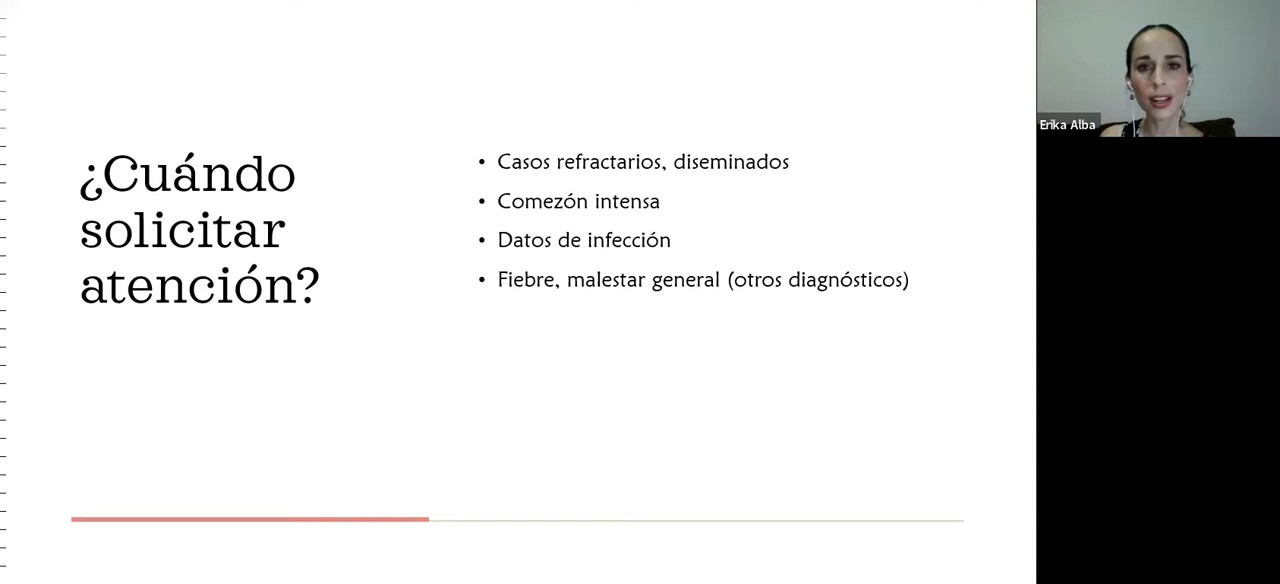 ¿Cuándo
solicitar
atención?
• Casos refractarios, diseminados
• Comezón intensa
• Datos de infección
• Fiebre, malestar general (otros diagnósticos)
Erika Alba